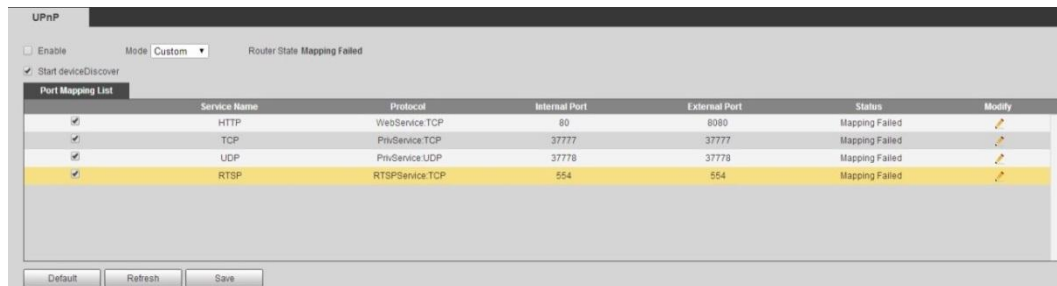 UPnP
Enable Mode Custom Router State Mapping Failed
Start deviceDiscover
Port Mapping List
Service Name Protocol Internal Port External Port Status Modify
HTTP WebService:TCP 80 8080 Mapping Failed
TCP PrivService:TCP 37777 37777 Mapping Failed
UDP PrivService:UDP 37778 37778 Mapping Failed
RTSP RTSPService:TCP 554 554 Mapping Failed
Default Refresh Save